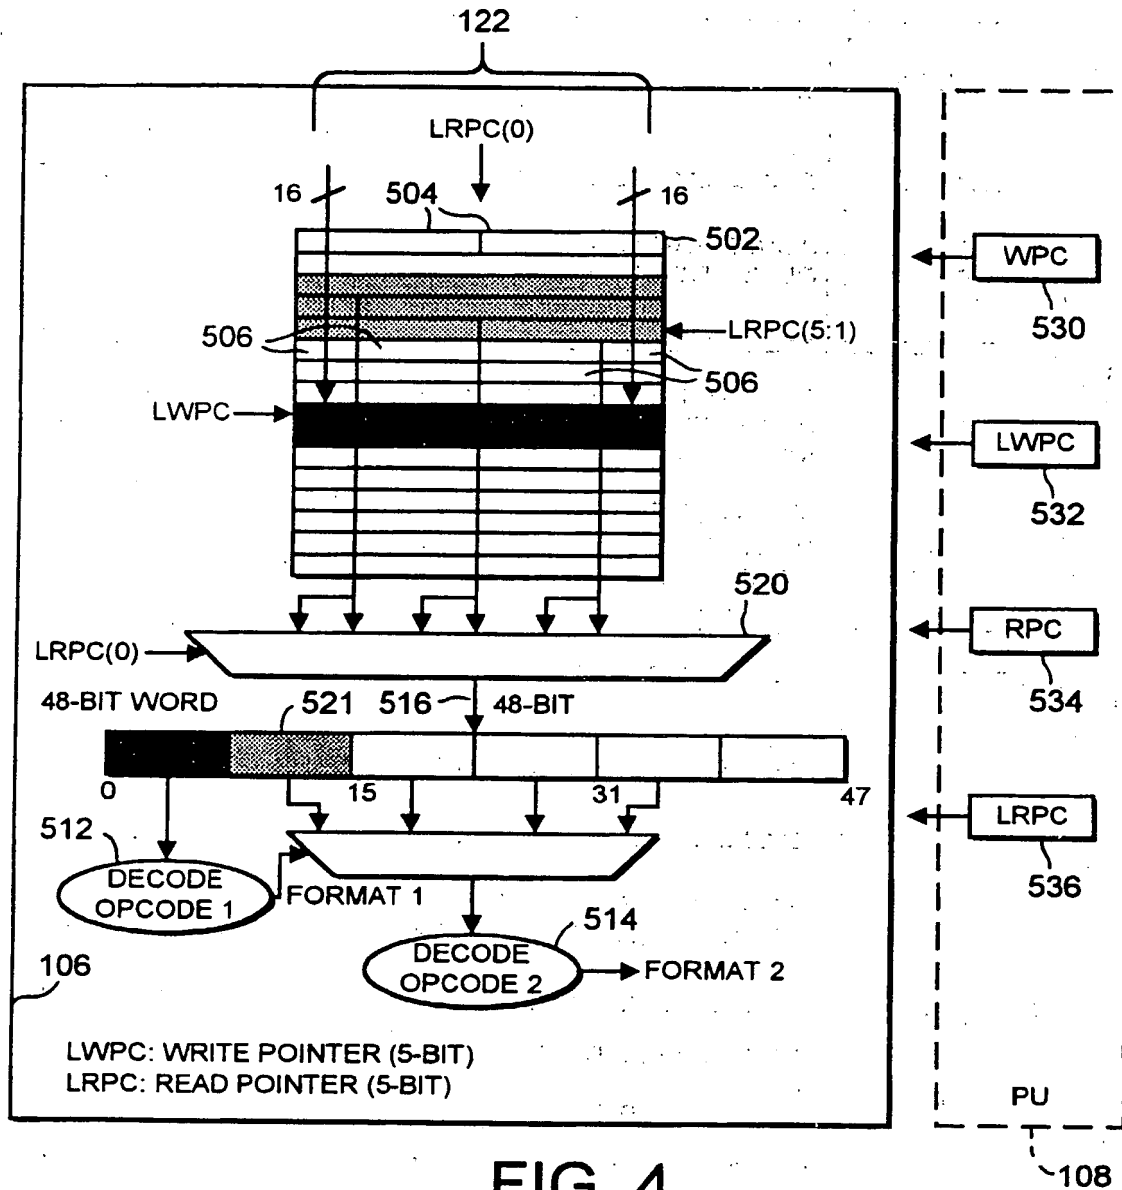 122
LRPC(0)
16
504
16
502
WPC
530
506
LRPC(5:1)
506
LWPC
LWPC
532
520
LRPC(0)
RPC
534
48-BIT WORD
521
516
48-BIT
0
15
31
47
LRPC
536
512
DECODE
OPCODE 1
FORMAT 1
514
DECODE
OPCODE 2
FORMAT 2
106
LWPC: WRITE POINTER (5-BIT)
LRPC: READ POINTER (5-BIT)
PU
108
FIG. 4